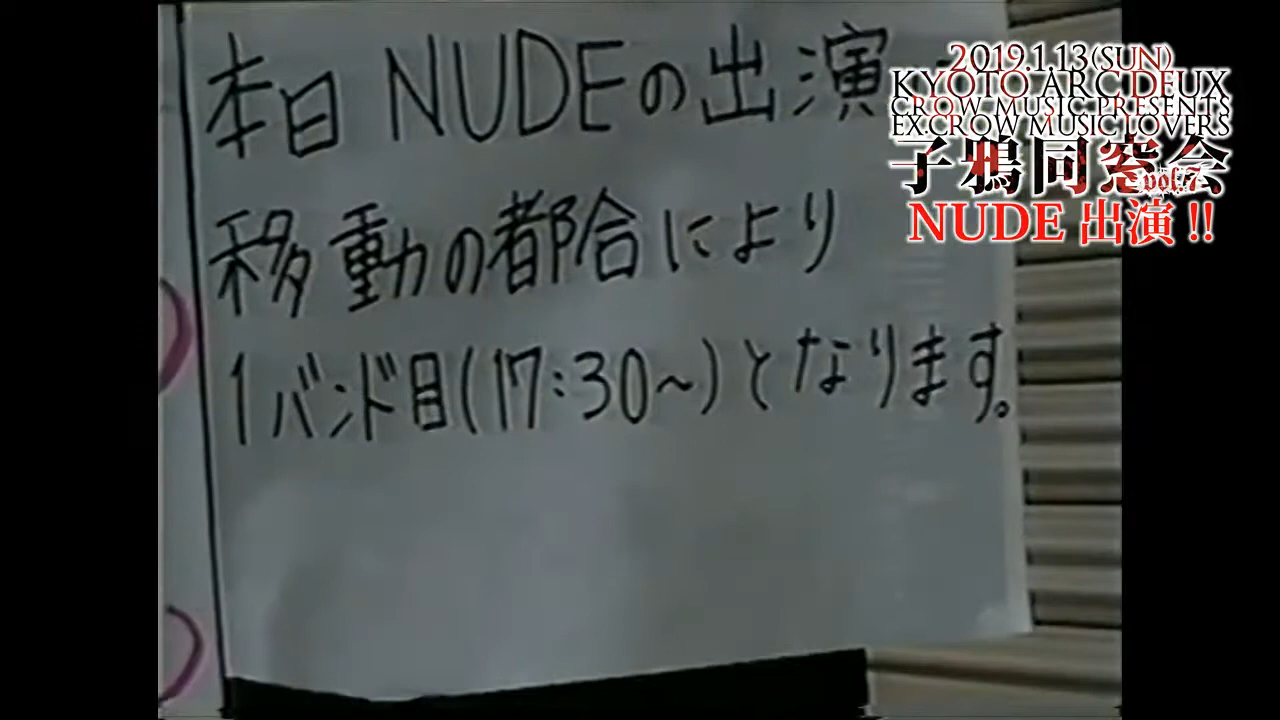 本日 NUDEの出演
移動の都合により
1バンド目(17:30~)となります。
2019.1.13(SUN)
KYOTO ARC DEUX
CROW MUSIC PRESENTS
EX.CROW MUSIC LOVERS
子鴉同窓会
vol.7
NUDE 出演!!